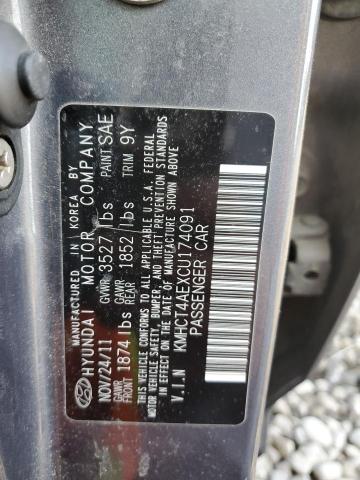 MANUFACTURED IN KOREA BY
HYUNDAI MOTOR COMPANY
NOV/24/11 GVWR 3527 lbs PAINT SAE
GAWR FRONT 1874 lbs GAWR REAR 1852 lbs TRIM 9Y
THIS VEHICLE CONFORMS TO ALL APPLICABLE U.S.A. FEDERAL
MOTOR VEHICLE SAFETY, BUMPER, AND THEFT PREVENTION STANDARDS
IN EFFECT ON THE DATE OF MANUFACTURE SHOWN ABOVE
V.I.N KMHCT4AEXCU174091
PASSENGER CAR